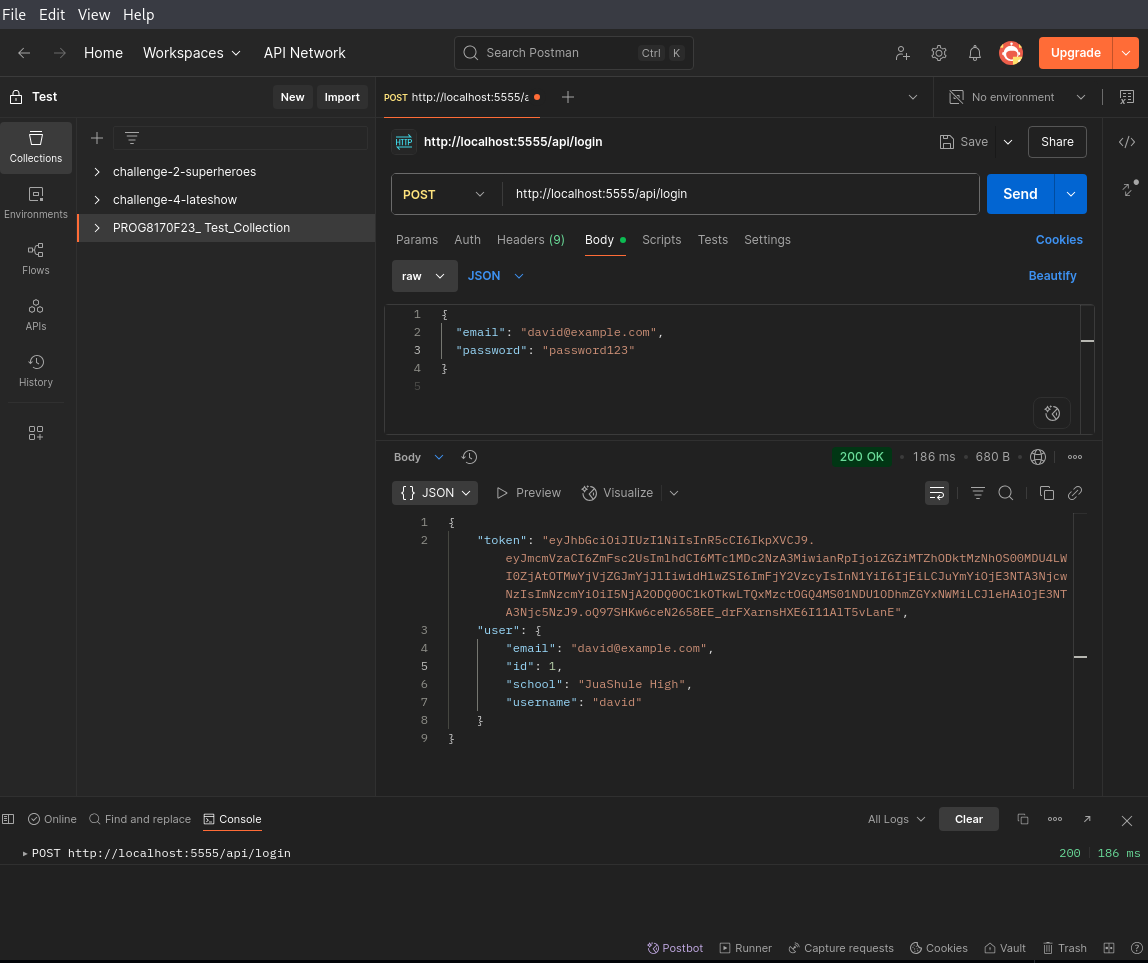 File Edit View Help
Home Workspaces API Network Search Postman Ctrl K Upgrade
Test New Import POST http://localhost:5555/a No environment
Collections
Environments
Flows
APIs
History
challenge-2-superheroes
challenge-4-lateshow
PROG8170F23_ Test_Collection
HTTP http://localhost:5555/api/login Save Share
POST http://localhost:5555/api/login Send
Params Auth Headers (9) Body Scripts Tests Settings Cookies
raw JSON Beautify
1 {
2 "email": "david@example.com",
3 "password": "password123"
4 }
5
Body 200 OK 186 ms 680 B
{} JSON Preview Visualize
1 {
2 "token": "eyJhbGciOiJIUzI1NiIsInR5cCI6IkpXVCJ9.
eyJmcmVzaCI6ZmFsc2UsImlhdCI6MTc1MDc2NzA3MiwianRpIjoiZGZiMTZhODktMzNhOS00MDU4LW
I0ZjAtOTMwYjVjZGJmYjJlIiwidHlwZSI6ImFjY2VzcyIsInN1YiI6IjEiLCJuYmYiOjE3NTA3Njcw
NzIsImNzcmYiOiI5NjA2ODQ0OC1kOTkwLTQxMzctOGQ4MS01NDU1ODhmZGYxNWMiLCJleHAiOjE3NT
A3Njc5NzJ9.oQ97SHKw6ceN2658EE_drFXarnsHXE6I11AlT5vLanE",
3 "user": {
4 "email": "david@example.com",
5 "id": 1,
6 "school": "JuaShule High",
7 "username": "david"
8 }
9 }
Online Find and replace Console All Logs Clear
POST http://localhost:5555/api/login 200 186 ms
Postbot Runner Capture requests Cookies Vault Trash